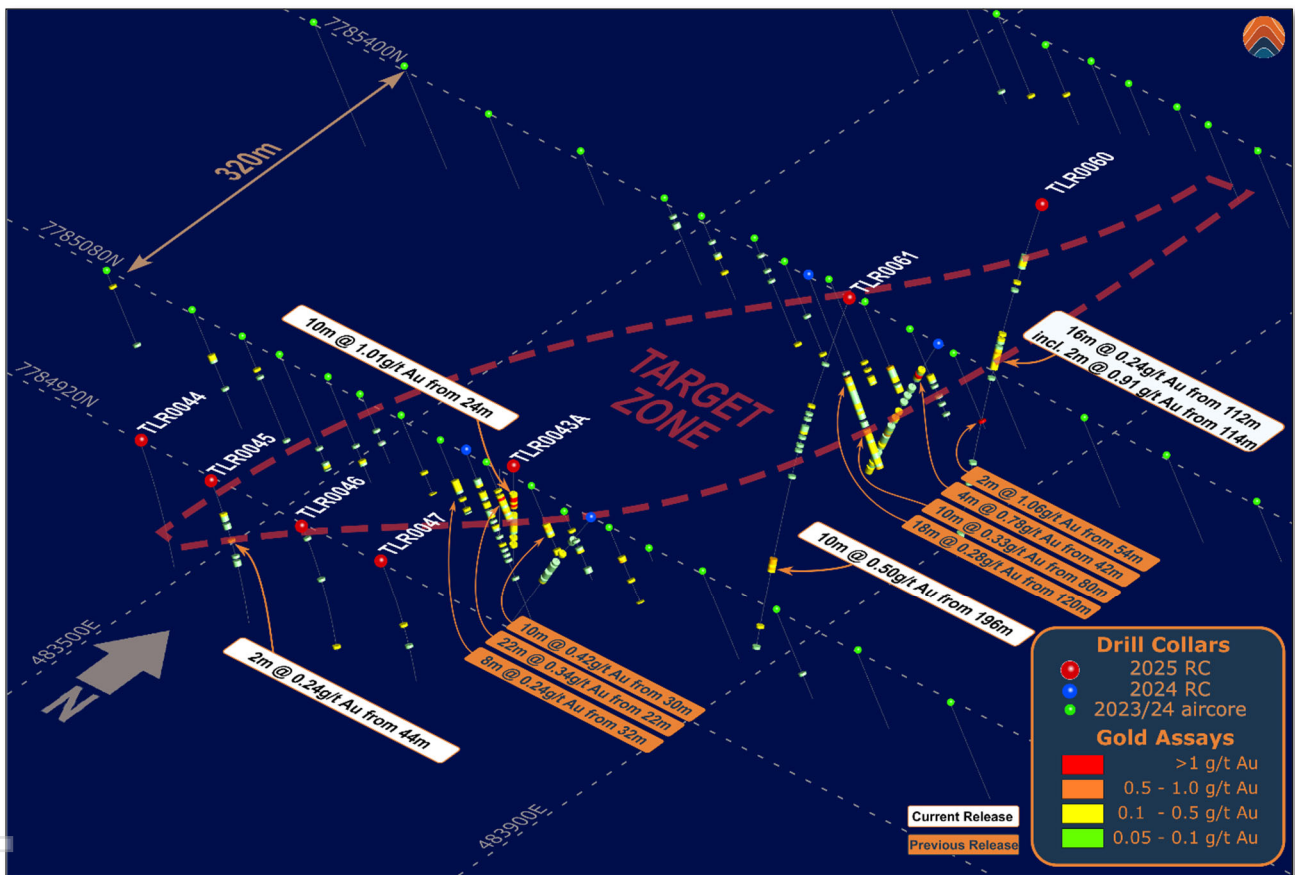 7785400N
320m
7785080N
TLR0060
TLR0061
10m @ 1.01g/t Au from 24m
16m @ 0.24g/t Au from 112m
incl. 2m @ 0.91g/t Au from 114m
7784920N
TARGET
ZONE
TLR0044
TLR0045
TLR0043A
TLR0046
TLR0047
2m @ 1.06g/t Au from 54m
4m @ 0.78g/t Au from 42m
10m @ 0.33g/t Au from 80m
18m @ 0.28g/t Au from 120m
10m @ 0.50g/t Au from 196m
483500E
N
2m @ 0.24g/t Au from 44m
10m @ 0.42g/t Au from 30m
22m @ 0.34g/t Au from 22m
8m @ 0.24g/t Au from 32m
483900E
Drill Collars
2025 RC
2024 RC
2023/24 aircore
Gold Assays
>1 g/t Au
0.5 - 1.0 g/t Au
0.1 - 0.5 g/t Au
0.05 - 0.1 g/t Au
Current Release
Previous Release